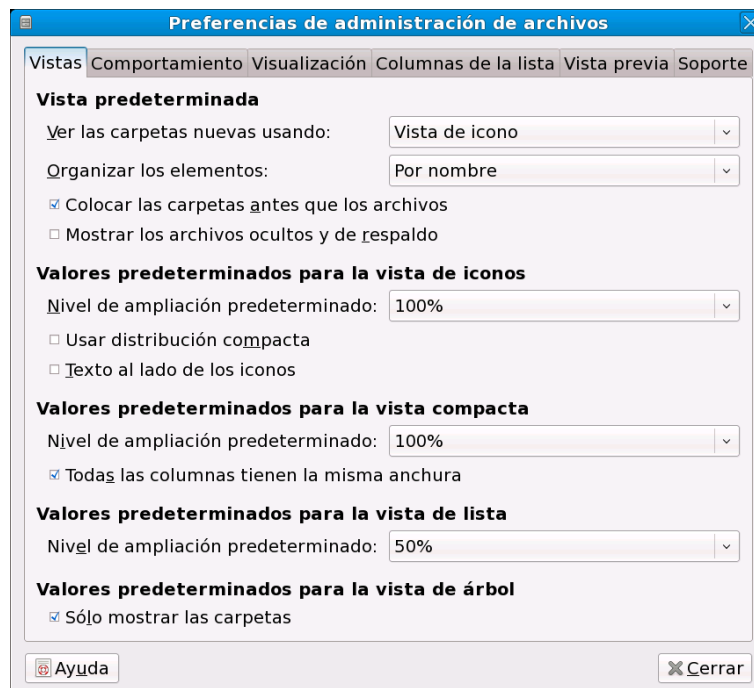 Preferencias de administración de archivos
Vistas Comportamiento Visualización Columnas de la lista Vista previa Soporte
Vista predeterminada
Ver las carpetas nuevas usando: Vista de icono
Organizar los elementos: Por nombre
Colocar las carpetas antes que los archivos
Mostrar los archivos ocultos y de respaldo
Valores predeterminados para la vista de iconos
Nivel de ampliación predeterminado: 100%
Usar distribución compacta
Texto al lado de los iconos
Valores predeterminados para la vista compacta
Nivel de ampliación predeterminado: 100%
Todas las columnas tienen la misma anchura
Valores predeterminados para la vista de lista
Nivel de ampliación predeterminado: 50%
Valores predeterminados para la vista de árbol
Sólo mostrar las carpetas
Ayuda Cerrar